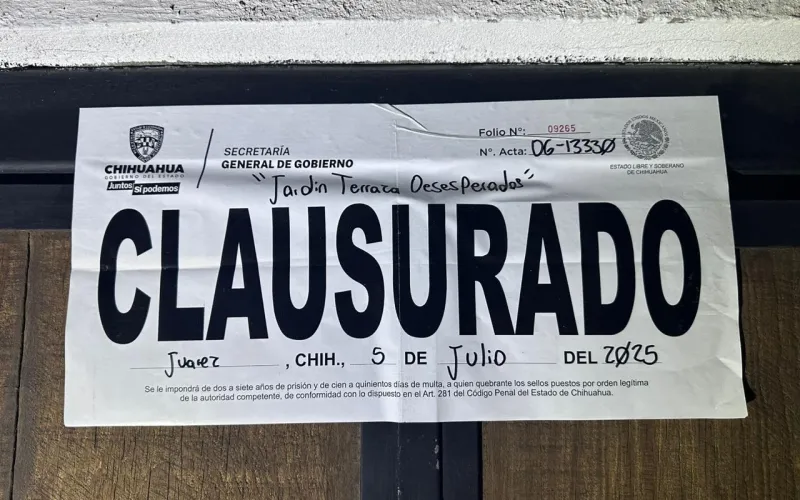 CHIHUAHUA
GOBIERNO DEL ESTADO
Juntos Sí podemos
SECRETARÍA
GENERAL DE GOBIERNO
Folio N°: 09265
N°. Acta: DG-13330
ESTADO LIBRE Y SOBERANO
DE CHIHUAHUA
"Jardin Terraza Desesperados"
CLAUSURADO
Juarez, CHIH., 5 DE Julio DEL 2025
Se le impondrá de dos a siete años de prisión y de cien a quinientos días de multa, a quien quebrante los sellos puestos por orden legítima
de la autoridad competente, de conformidad con lo dispuesto en el Art. 281 del Código Penal del Estado de Chihuahua.